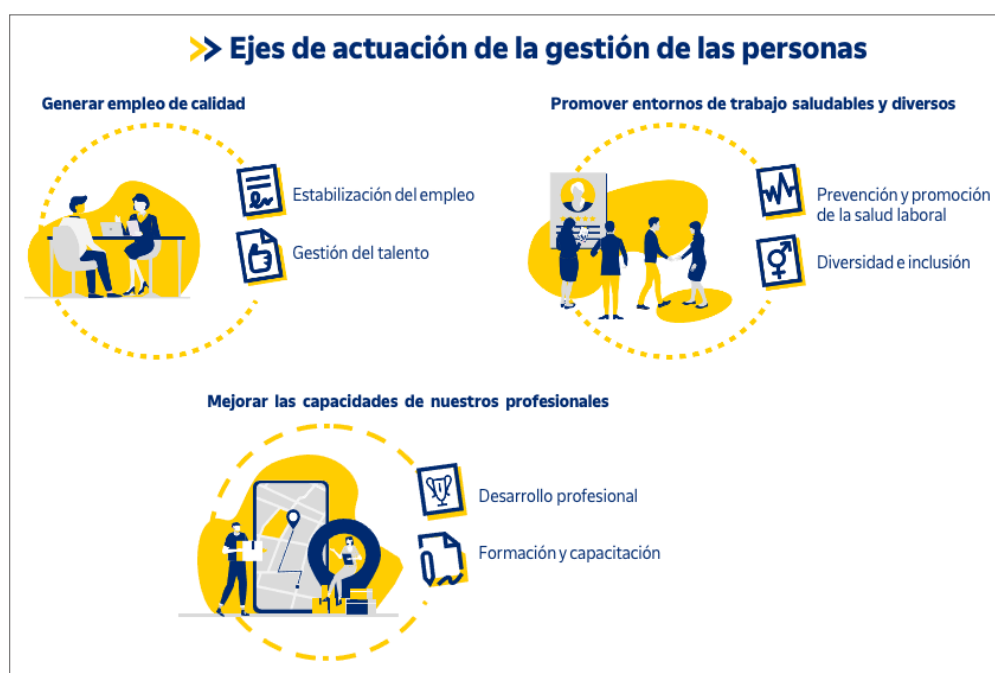 Ejes de actuación de la gestión de las personas
Generar empleo de calidad
Estabilización del empleo
Gestión del talento
Promover entornos de trabajo saludables y diversos
Prevención y promoción
de la salud laboral
Diversidad e inclusión
Mejorar las capacidades de nuestros profesionales
Desarrollo profesional
Formación y capacitación